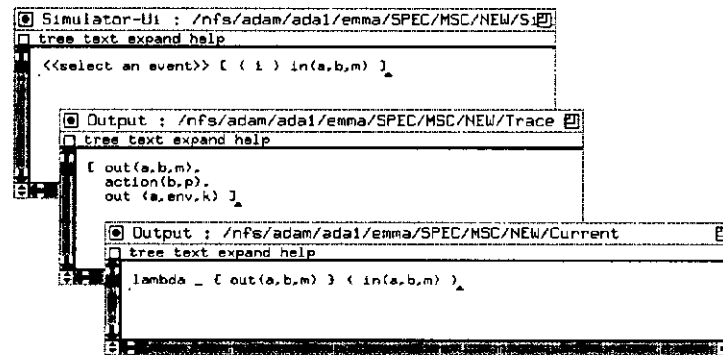 Simulator-Ui : /nfs/adam/ada1/emma/SPEC/MSC/NEW/Si
tree text expand help
<<select an event>> [ ( i ) in(a,b,m) ]
Output : /nfs/adam/ada1/emma/SPEC/MSC/NEW/Trace
tree text expand help
[ out(a,b,m),
action(b,p),
out (a,env,k) ]
Output : /nfs/adam/ada1/emma/SPEC/MSC/NEW/Current
tree text expand help
lambda _ { out(a,b,m) } ( in(a,b,m) )